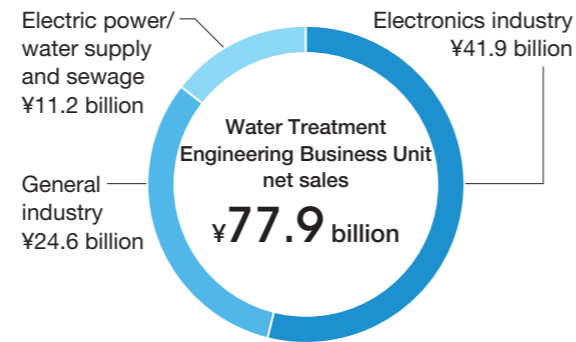 Electric power/
water supply
and sewage
¥11.2 billion
Electronics industry
¥41.9 billion
Water Treatment
Engineering Business Unit
net sales
¥77.9 billion
General
industry
¥24.6 billion